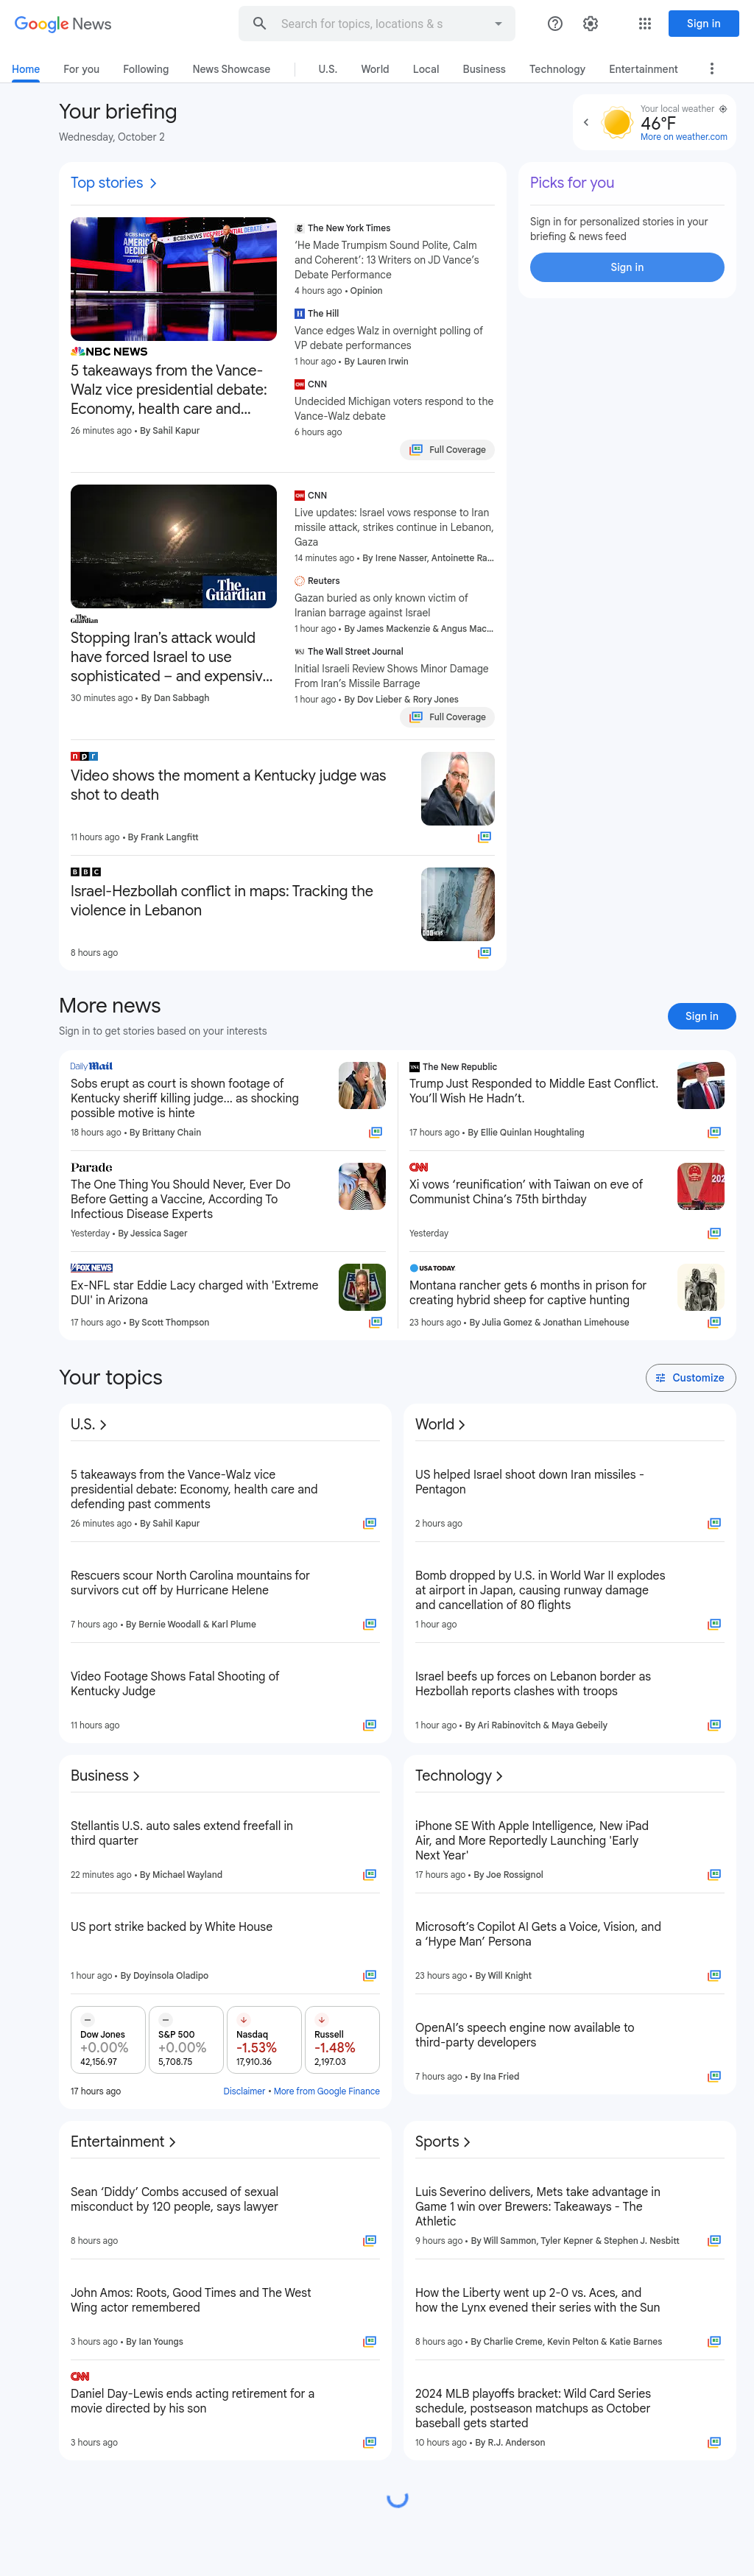 Google News
Search for topics, locations & s
Sign in
Home For you Following News Showcase U.S. World Local Business Technology Entertainment
Your briefing
Wednesday, October 2
Your local weather
46°F
More on weather.com
Top stories
NBC NEWS
5 takeaways from the Vance-
Walz vice presidential debate:
Economy, health care and...
26 minutes ago • By Sahil Kapur
The New York Times
‘He Made Trumpism Sound Polite, Calm
and Coherent’: 13 Writers on JD Vance’s
Debate Performance
4 hours ago • Opinion
The Hill
Vance edges Walz in overnight polling of
VP debate performances
1 hour ago • By Lauren Irwin
CNN
Undecided Michigan voters respond to the
Vance-Walz debate
6 hours ago
Full Coverage
Picks for you
Sign in for personalized stories in your
briefing & news feed
Sign in
The Guardian
The Guardian
Stopping Iran’s attack would
have forced Israel to use
sophisticated – and expensiv...
30 minutes ago • By Dan Sabbagh
CNN
Live updates: Israel vows response to Iran
missile attack, strikes continue in Lebanon,
Gaza
14 minutes ago • By Irene Nasser, Antoinette Ra...
Reuters
Gazan buried as only known victim of
Iranian barrage against Israel
1 hour ago • By James Mackenzie & Angus Mac...
The Wall Street Journal
Initial Israeli Review Shows Minor Damage
From Iran’s Missile Barrage
1 hour ago • By Dov Lieber & Rory Jones
Full Coverage
npr
Video shows the moment a Kentucky judge was
shot to death
11 hours ago • By Frank Langfitt
BBC
Israel-Hezbollah conflict in maps: Tracking the
violence in Lebanon
8 hours ago
More news
Sign in to get stories based on your interests
Sign in
Daily Mail
Sobs erupt as court is shown footage of
Kentucky sheriff killing judge... as shocking
possible motive is hinte
18 hours ago • By Brittany Chain
The New Republic
Trump Just Responded to Middle East Conflict.
You’ll Wish He Hadn’t.
17 hours ago • By Ellie Quinlan Houghtaling
Parade
The One Thing You Should Never, Ever Do
Before Getting a Vaccine, According To
Infectious Disease Experts
Yesterday • By Jessica Sager
CNN
Xi vows ‘reunification’ with Taiwan on eve of
Communist China’s 75th birthday
Yesterday
FOX NEWS
Ex-NFL star Eddie Lacy charged with 'Extreme
DUI' in Arizona
17 hours ago • By Scott Thompson
USA TODAY
Montana rancher gets 6 months in prison for
creating hybrid sheep for captive hunting
23 hours ago • By Julia Gomez & Jonathan Limehouse
Your topics
Customize
U.S.
5 takeaways from the Vance-Walz vice
presidential debate: Economy, health care and
defending past comments
26 minutes ago • By Sahil Kapur
Rescuers scour North Carolina mountains for
survivors cut off by Hurricane Helene
7 hours ago • By Bernie Woodall & Karl Plume
Video Footage Shows Fatal Shooting of
Kentucky Judge
11 hours ago
World
US helped Israel shoot down Iran missiles -
Pentagon
2 hours ago
Bomb dropped by U.S. in World War II explodes
at airport in Japan, causing runway damage
and cancellation of 80 flights
1 hour ago
Israel beefs up forces on Lebanon border as
Hezbollah reports clashes with troops
1 hour ago • By Ari Rabinovitch & Maya Gebeily
Business
Stellantis U.S. auto sales extend freefall in
third quarter
22 minutes ago • By Michael Wayland
US port strike backed by White House
1 hour ago • By Doyinsola Oladipo
Dow Jones
+0.00%
42,156.97
S&P 500
+0.00%
5,708.75
Nasdaq
-1.53%
17,910.36
Russell
-1.48%
2,197.03
17 hours ago
Disclaimer • More from Google Finance
Technology
iPhone SE With Apple Intelligence, New iPad
Air, and More Reportedly Launching 'Early
Next Year'
17 hours ago • By Joe Rossignol
Microsoft’s Copilot AI Gets a Voice, Vision, and
a ‘Hype Man’ Persona
23 hours ago • By Will Knight
OpenAI’s speech engine now available to
third-party developers
7 hours ago • By Ina Fried
Entertainment
Sean ‘Diddy’ Combs accused of sexual
misconduct by 120 people, says lawyer
8 hours ago
John Amos: Roots, Good Times and The West
Wing actor remembered
3 hours ago • By Ian Youngs
CNN
Daniel Day-Lewis ends acting retirement for a
movie directed by his son
3 hours ago
Sports
Luis Severino delivers, Mets take advantage in
Game 1 win over Brewers: Takeaways - The
Athletic
9 hours ago • By Will Sammon, Tyler Kepner & Stephen J. Nesbitt
How the Liberty went up 2-0 vs. Aces, and
how the Lynx evened their series with the Sun
8 hours ago • By Charlie Creme, Kevin Pelton & Katie Barnes
2024 MLB playoffs bracket: Wild Card Series
schedule, postseason matchups as October
baseball gets started
10 hours ago • By R.J. Anderson